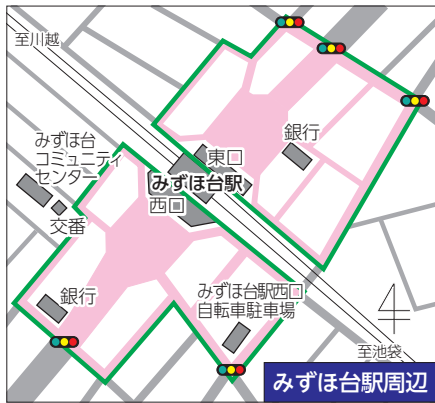 至川越
みずほ台
コミュニティ
センター
交番
東口
銀行
みずほ台駅
西口
銀行
みずほ台駅西口
自転車駐車場
至池袋
みずほ台駅周辺